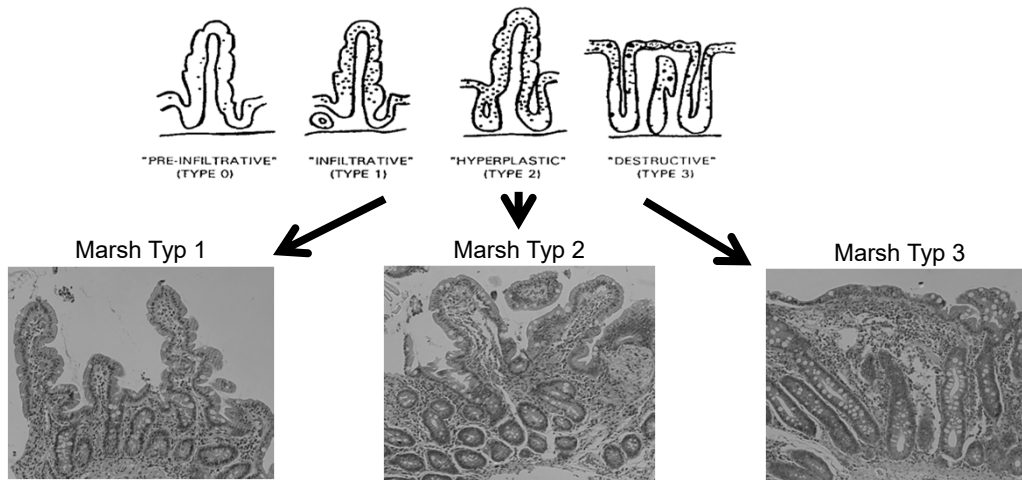 "PRE-INFILTRATIVE"
(TYPE 0)
"INFILTRATIVE"
(TYPE 1)
"HYPERPLASTIC"
(TYPE 2)
"DESTRUCTIVE"
(TYPE 3)
Marsh Typ 1
Marsh Typ 2
Marsh Typ 3